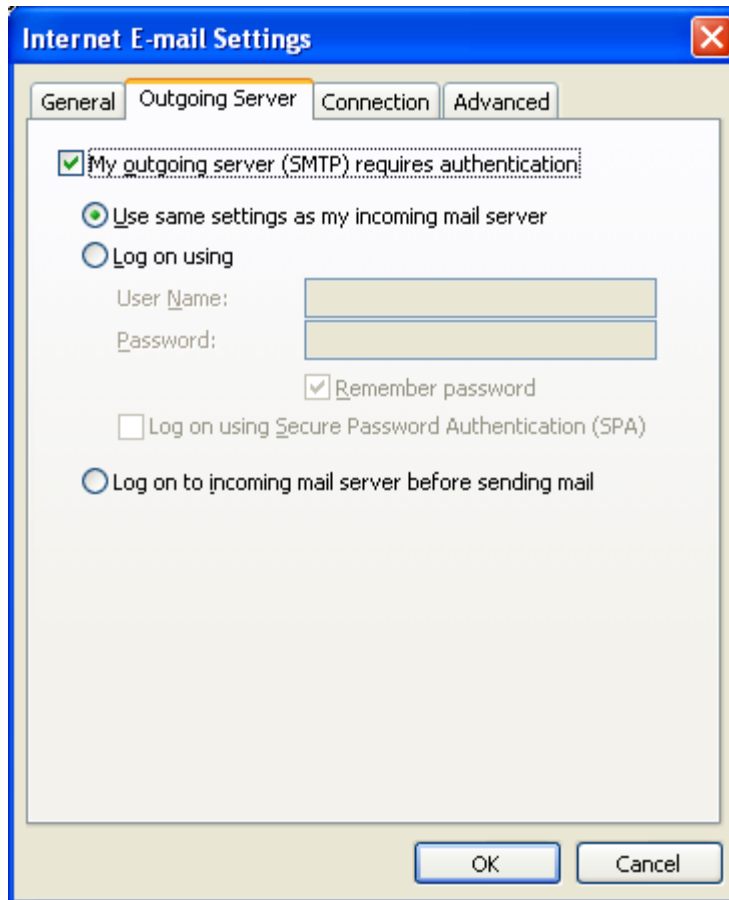 Internet E-mail Settings
General Outgoing Server Connection Advanced
My outgoing server (SMTP) requires authentication
Use same settings as my incoming mail server
Log on using
User Name:
Password:
Remember password
Log on using Secure Password Authentication (SPA)
Log on to incoming mail server before sending mail
OK Cancel